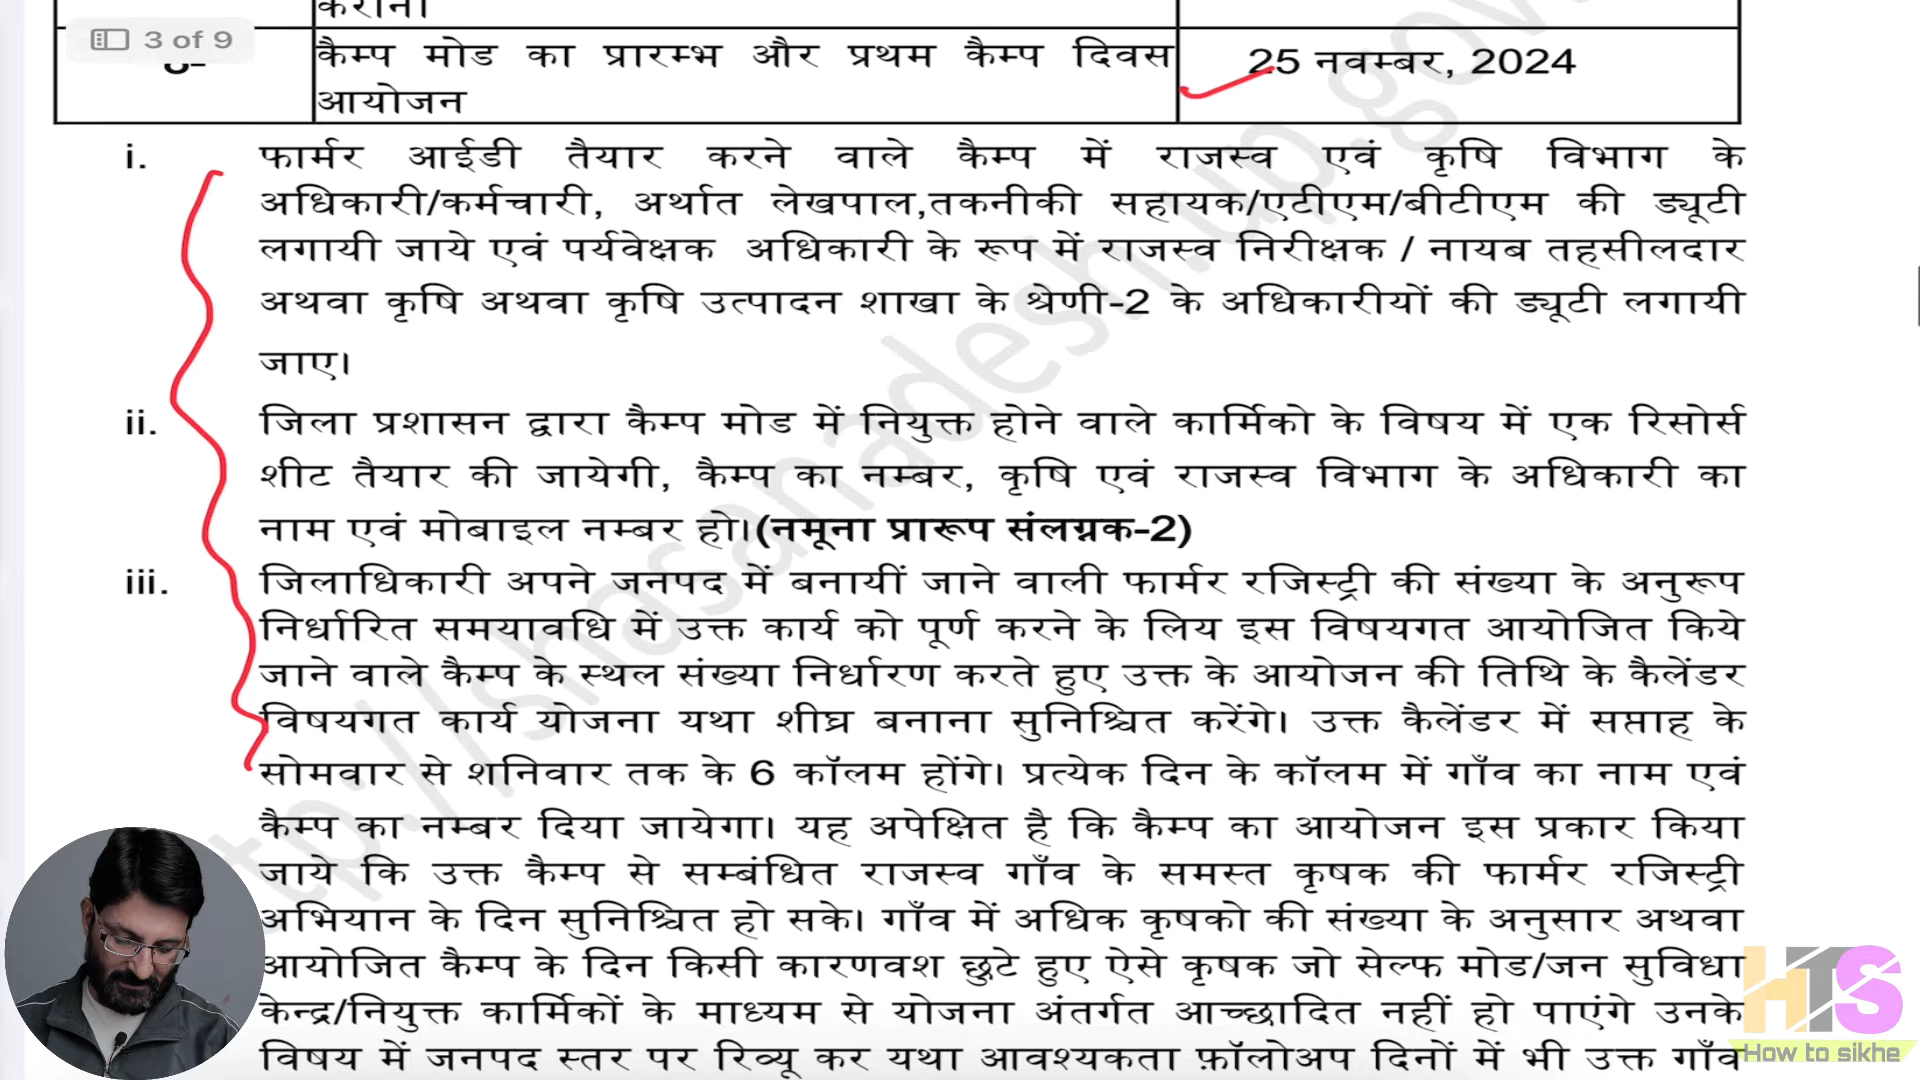 कराना।
3 of 9
8-
कैम्प मोड का प्रारम्भ और प्रथम कैम्प दिवस
25 नवम्बर, 2024
आयोजन
i. फार्मर आईडी तैयार करने वाले कैम्प में राजस्व एवं कृषि विभाग के
अधिकारी/कर्मचारी, अर्थात लेखपाल,तकनीकी सहायक/एटीएम/बीटीएम की ड्यूटी
लगायी जाये एवं पर्यवेक्षक अधिकारी के रूप में राजस्व निरीक्षक / नायब तहसीलदार
अथवा कृषि अथवा कृषि उत्पादन शाखा के श्रेणी-2 के अधिकारीयों की ड्यूटी लगायी
जाए।
ii. जिला प्रशासन द्वारा कैम्प मोड में नियुक्त होने वाले कार्मिको के विषय में एक रिसोर्स
शीट तैयार की जायेगी, कैम्प का नम्बर, कृषि एवं राजस्व विभाग के अधिकारी का
नाम एवं मोबाइल नम्बर हो।(नमूना प्रारूप संलग्नक-2)
iii. जिलाधिकारी अपने जनपद में बनायीं जाने वाली फार्मर रजिस्ट्री की संख्या के अनुरूप
निर्धारित समयावधि में उक्त कार्य को पूर्ण करने के लिय इस विषयगत आयोजित किये
जाने वाले कैम्प के स्थल संख्या निर्धारण करते हुए उक्त के आयोजन की तिथि के कैलेंडर
विषयगत कार्य योजना यथा शीघ्र बनाना सुनिश्चित करेंगे। उक्त कैलेंडर में सप्ताह के
सोमवार से शनिवार तक के 6 कॉलम होंगे। प्रत्येक दिन के कॉलम में गाँव का नाम एवं
कैम्प का नम्बर दिया जायेगा। यह अपेक्षित है कि कैम्प का आयोजन इस प्रकार किया
जाये कि उक्त कैम्प से सम्बंधित राजस्व गाँव के समस्त कृषक की फार्मर रजिस्ट्री
अभियान के दिन सुनिश्चित हो सके। गाँव में अधिक कृषको की संख्या के अनुसार अथवा
आयोजित कैम्प के दिन किसी कारणवश छुटे हुए ऐसे कृषक जो सेल्फ मोड/जन सुविधा
केन्द्र/नियुक्त कार्मिकों के माध्यम से योजना अंतर्गत आच्छादित नहीं हो पाएंगे उनके
विषय में जनपद स्तर पर रिव्यू कर यथा आवश्यकता फ़ॉलोअप दिनों में भी उक्त गाँव
tp://shasanadesh.up.gov.
HTS
How to sikhe